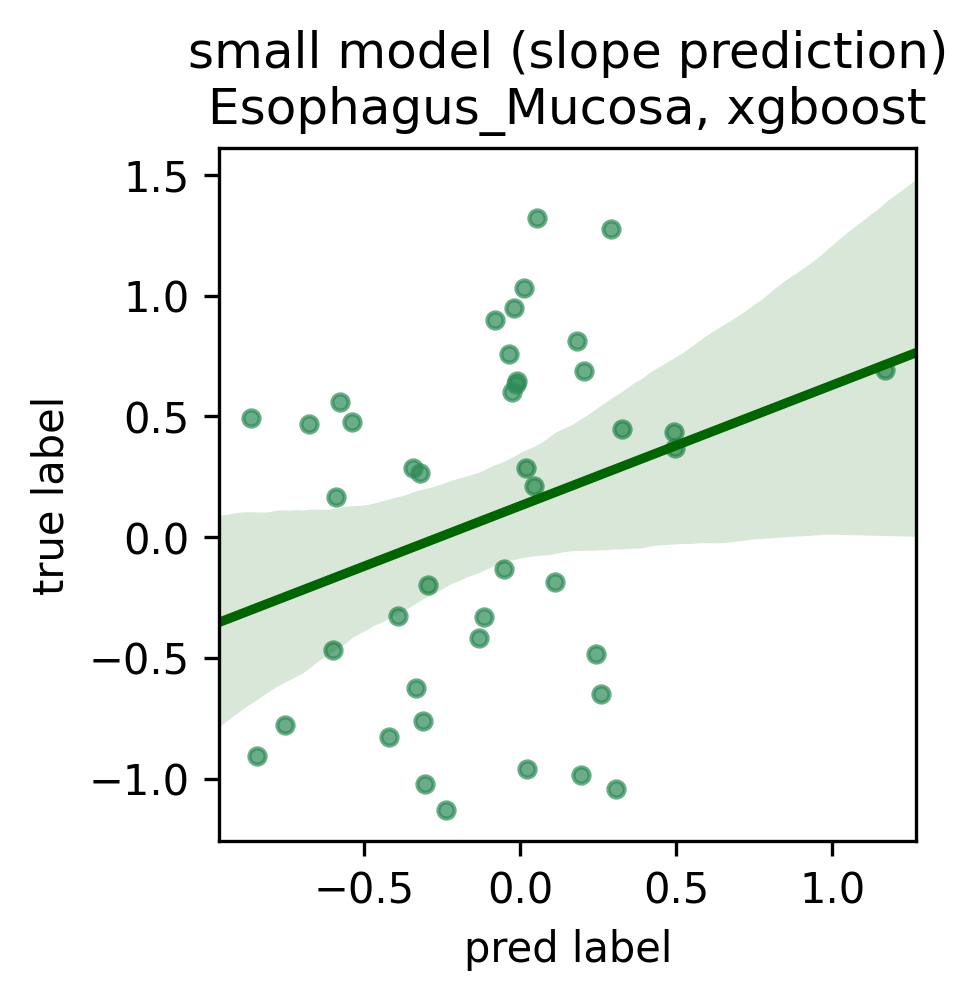 small model (slope prediction)
Esophagus_Mucosa, xgboost
1.5
1.0
0.5
0.0
−0.5
−1.0
true label
−0.5
0.0
0.5
1.0
pred label